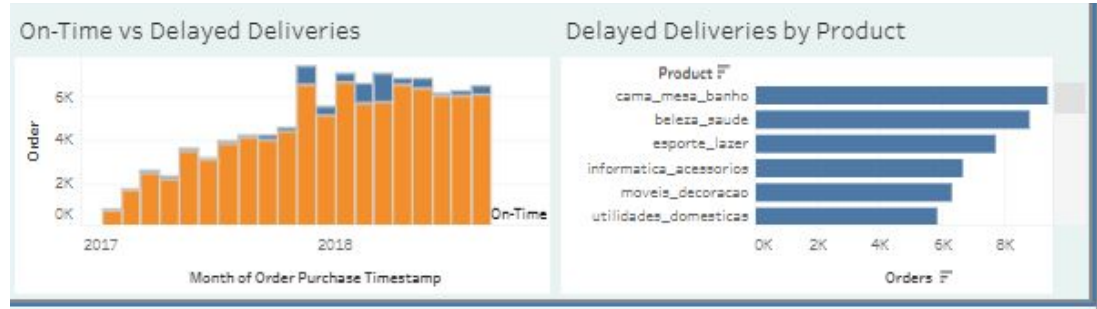 On-Time vs Delayed Deliveries
6K
4K
2K
0K
Order
On-Time
2017 2018
Month of Order Purchase Timestamp
Delayed Deliveries by Product
Product
cama_mesa_banho
beleza_saude
esporte_lazer
informatica_acessorios
moveis_decoracao
utilidades_domesticas
0K 2K 4K 6K 8K
Orders